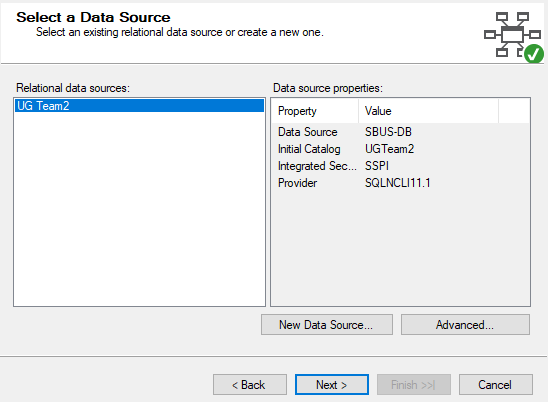 Select a Data Source
Select an existing relational data source or create a new one.
Relational data sources:
UG Team2
Data source properties:
Property Value
Data Source SBUS-DB
Initial Catalog UGTeam2
Integrated Sec... SSPI
Provider SQLNCLI11.1
New Data Source... Advanced...
< Back Next > Finish >>| Cancel